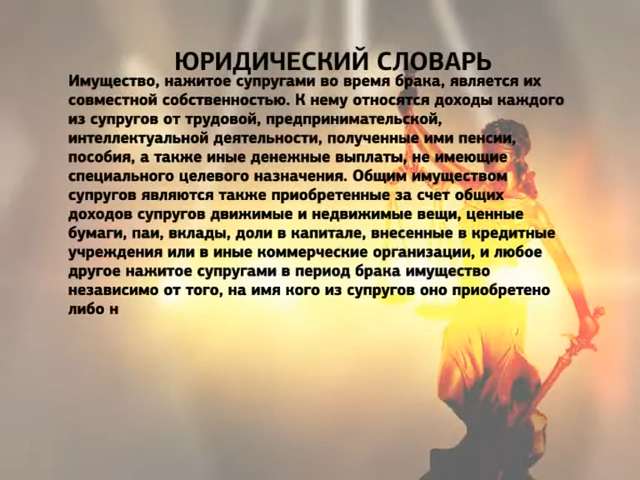 ЮРИДИЧЕСКИЙ СЛОВАРЬ
Имущество, нажитое супругами во время брака, является их
совместной собственностью. К нему относятся доходы каждого
из супругов от трудовой, предпринимательской,
интеллектуальной деятельности, полученные ими пенсии,
пособия, а также иные денежные выплаты, не имеющие
специального целевого назначения. Общим имуществом
супругов являются также приобретенные за счет общих
доходов супругов движимые и недвижимые вещи, ценные
бумаги, паи, вклады, доли в капитале, внесенные в кредитные
учреждения или в иные коммерческие организации, и любое
другое нажитое супругами в период брака имущество
независимо от того, на имя кого из супругов оно приобретено
либо н